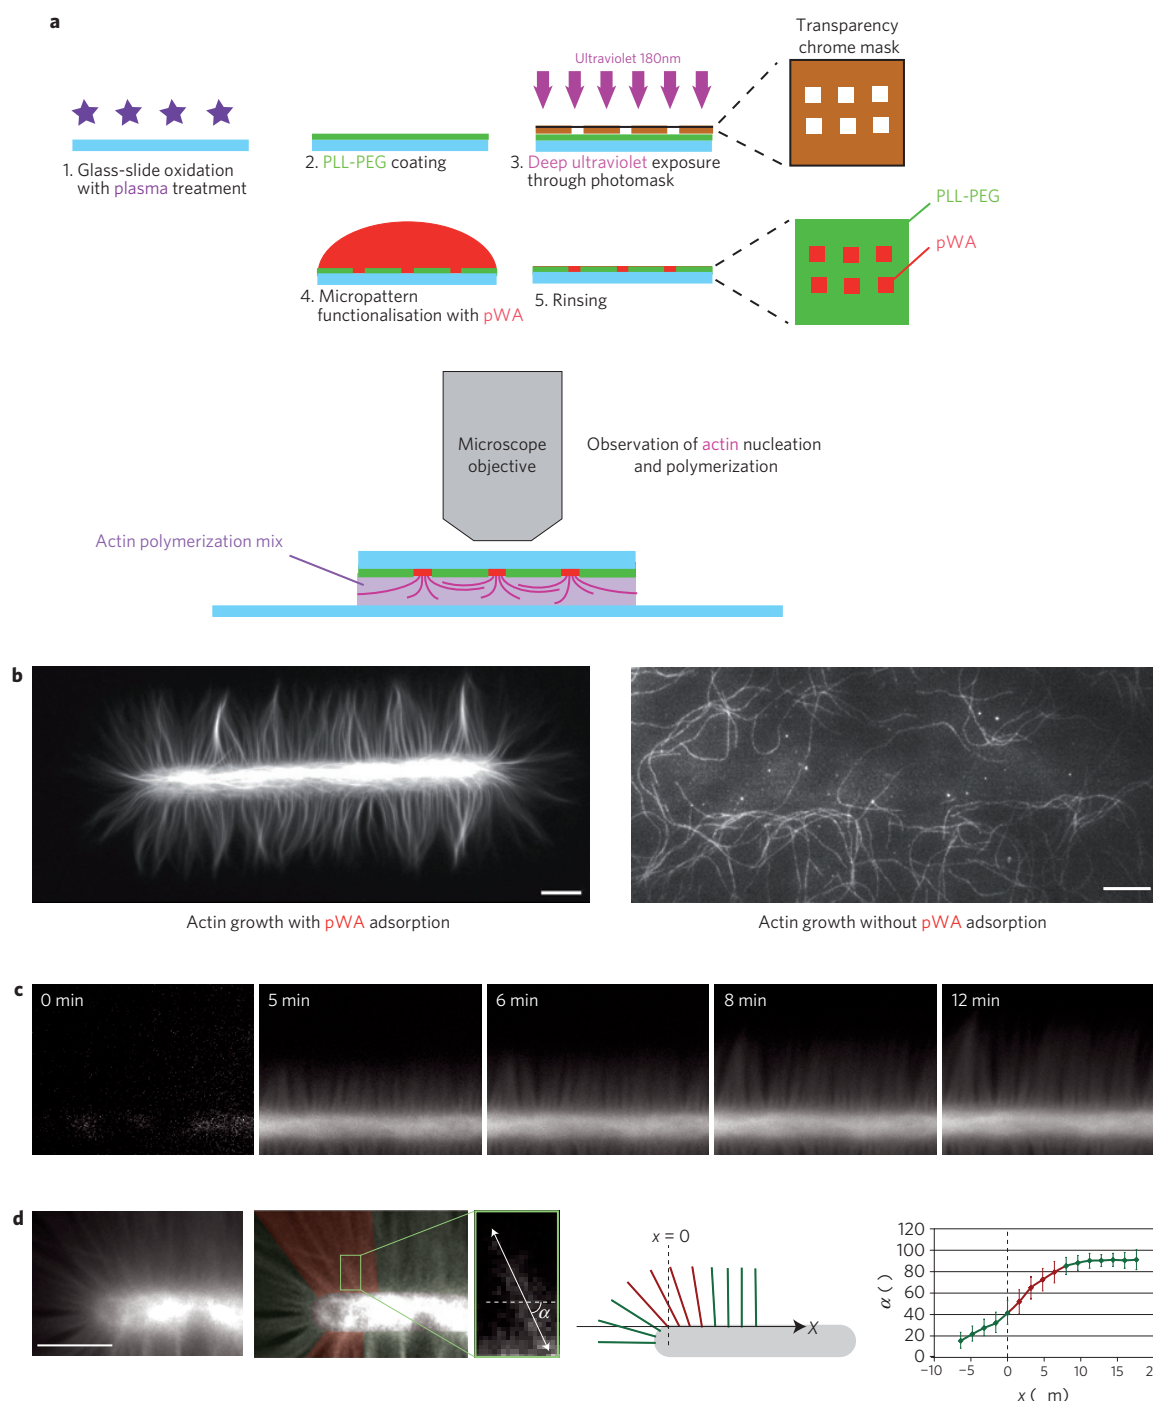 a
Ultraviolet 180nm
Transparency
chrome mask
1. Glass-slide oxidation
with plasma treatment
2. PLL-PEG coating
3. Deep ultraviolet exposure
through photomask
PLL-PEG
pWA
4. Micropattern
functionalisation with pWA
5. Rinsing
Microscope
objective
Observation of actin nucleation
and polymerization
Actin polymerization mix
b
Actin growth with pWA adsorption
Actin growth without pWA adsorption
c
0 min
5 min
6 min
8 min
12 min
d
α
x = 0
X
120
100
80
60
40
20
0
α ( )
−10
−5
0
5
10
15
x ( m)